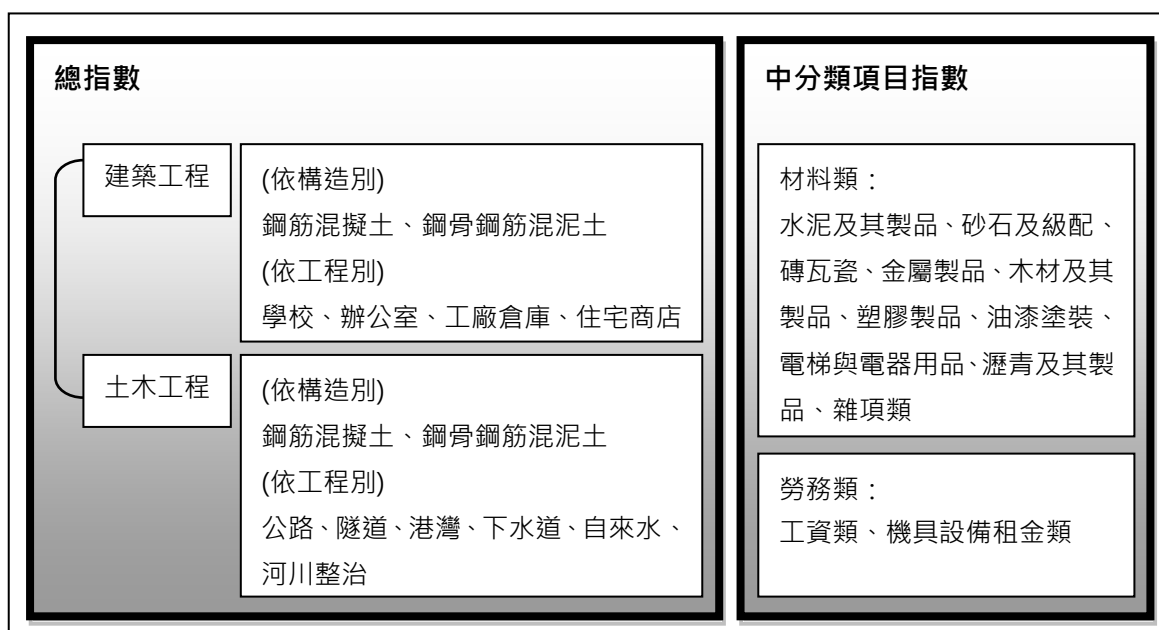 總指數
建築工程
(依構造別)
鋼筋混擬土、鋼骨鋼筋混泥土
(依工程別)
學校、辦公室、工廠倉庫、住宅商店
土木工程
(依構造別)
鋼筋混擬土、鋼骨鋼筋混泥土
(依工程別)
公路、隧道、港灣、下水道、自來水、
河川整治
中分類項目指數
材料類：
水泥及其製品、砂石及級配、
磚瓦瓷、金屬製品、木材及其
製品、塑膠製品、油漆塗裝、
電梯與電器用品、瀝青及其製
品、雜項類
勞務類：
工資類、機具設備租金類